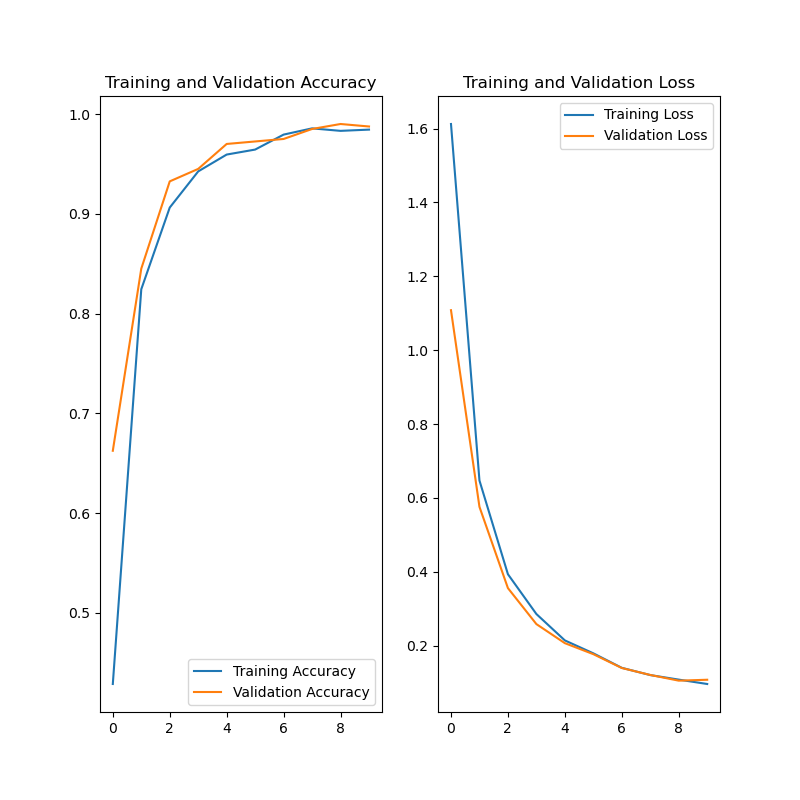 Training and Validation Accuracy
1.0
0.9
0.8
0.7
0.6
0.5
Training Accuracy
Validation Accuracy
0 2 4 6 8
Training and Validation Loss
Training Loss
Validation Loss
1.6
1.4
1.2
1.0
0.8
0.6
0.4
0.2
0 2 4 6 8